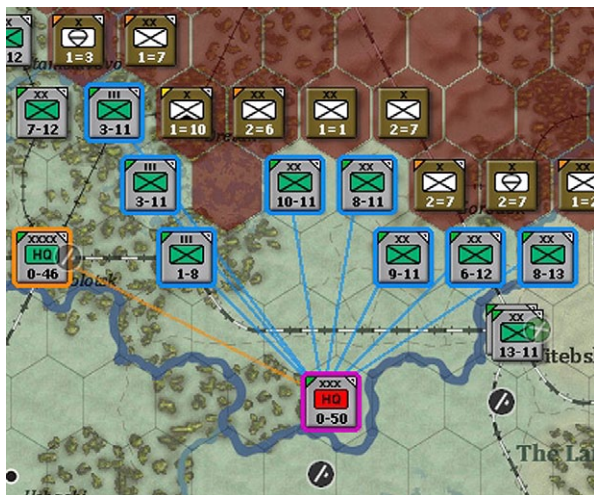 12
X
1=3
XX
1=7
XX
7-12
III
3-11
X
1=10
XX
2=6
X
1=1
X
2=7
III
3-11
XX
10-11
XX
8-11
X
2=7
X
2=7
XX
XXXX
HQ
0-46
III
1-8
XX
9-11
XX
6-12
XX
8-13
XX
13-11
itebs
XXX
HQ
0-50
The La